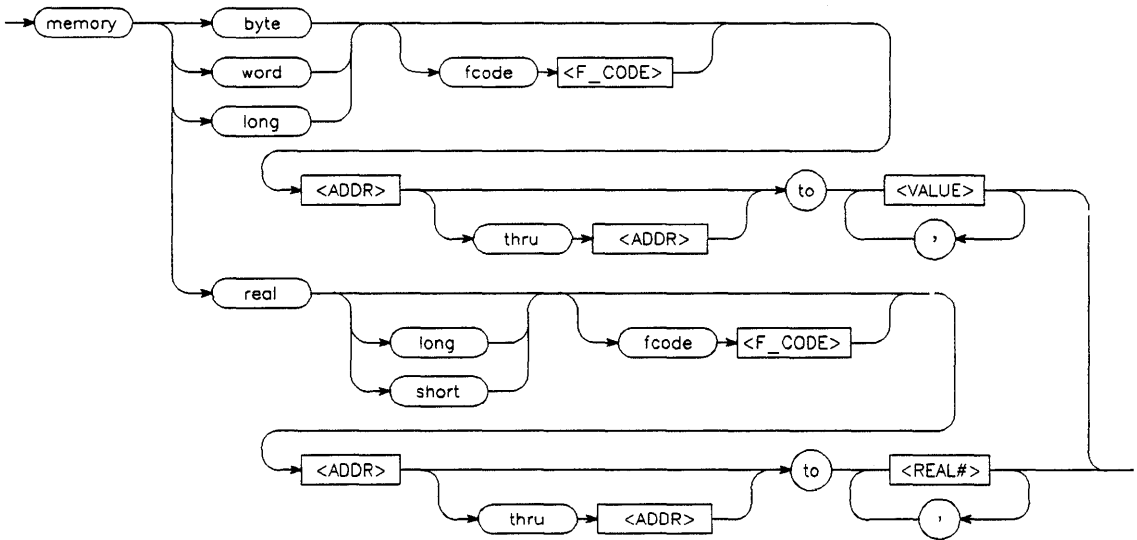 memory byte
word fcode <F_CODE>
long
<ADDR> to <VALUE>
thru <ADDR> ,
real
long fcode <F_CODE>
short
<ADDR> to <REAL#>
thru <ADDR> ,